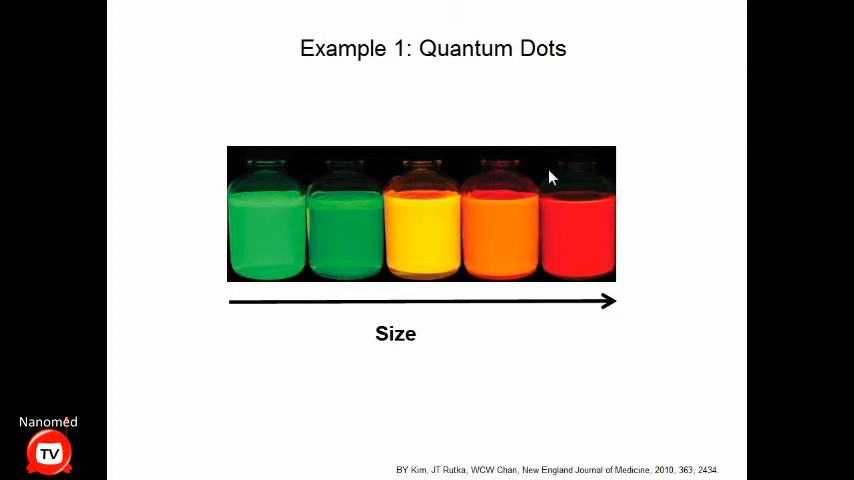 Example 1: Quantum Dots
Size
Nanomed
TV
BY Kim, JT Rutka, WCW Chan, New England Journal of Medicine, 2010, 363, 2434.